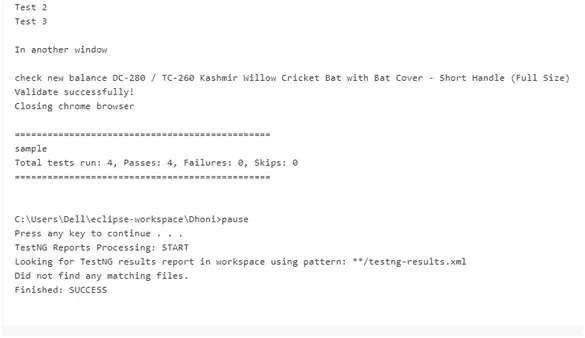 Test 2
Test 3
In another window
check new balance DC-280 / TC-260 Kashmir Willow Cricket Bat with Bat Cover - Short Handle (Full Size)
Validate successfully!
Closing chrome browser
===============================================
sample
Total tests run: 4, Passes: 4, Failures: 0, Skips: 0
===============================================
C:\Users\Dell\eclipse-workspace\Dhoni>pause
Press any key to continue . . .
TestNG Reports Processing: START
Looking for TestNG results report in workspace using pattern: **/testng-results.xml
Did not find any matching files.
Finished: SUCCESS